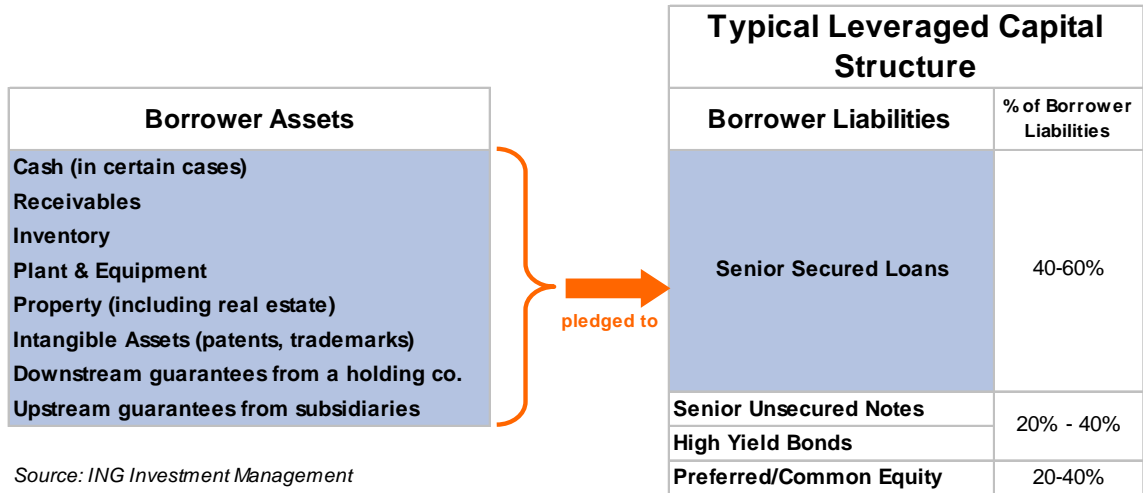 Typical Leveraged Capital
Structure
Borrower Assets
Borrower Liabilities
% of Borrower
Liabilities
Cash (in certain cases)
Receivables
Inventory
Plant & Equipment
Property (including real estate)
Intangible Assets (patents, trademarks)
Downstream guarantees from a holding co.
Upstream guarantees from subsidiaries
pledged to
Senior Secured Loans
40-60%
Senior Unsecured Notes
High Yield Bonds
20% - 40%
Preferred/Common Equity
20-40%
Source: ING Investment Management